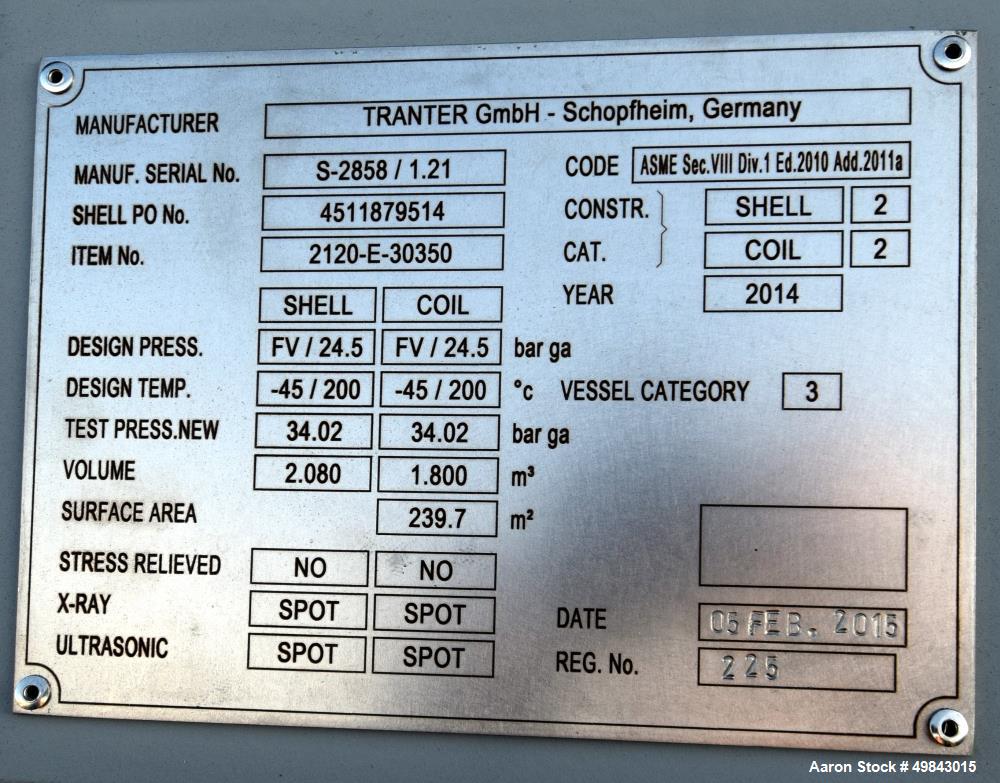 MANUFACTURER TRANTER GmbH - Schopfheim, Germany
MANUF. SERIAL No. S-2858 / 1.21 CODE ASME Sec.VIII Div.1 Ed.2010 Add.2011a
SHELL PO No. 4511879514 CONSTR. SHELL 2
ITEM No. 2120-E-30350 CAT. COIL 2
SHELL COIL YEAR 2014
DESIGN PRESS. FV / 24.5 FV / 24.5 bar ga
DESIGN TEMP. -45 / 200 -45 / 200 °c VESSEL CATEGORY 3
TEST PRESS.NEW 34.02 34.02 bar ga
VOLUME 2.080 1.800 m³
SURFACE AREA 239.7 m²
STRESS RELIEVED NO NO
X-RAY SPOT SPOT DATE 05 FEB. 2015
ULTRASONIC SPOT SPOT REG. No. 225
Aaron Stock # 49843015